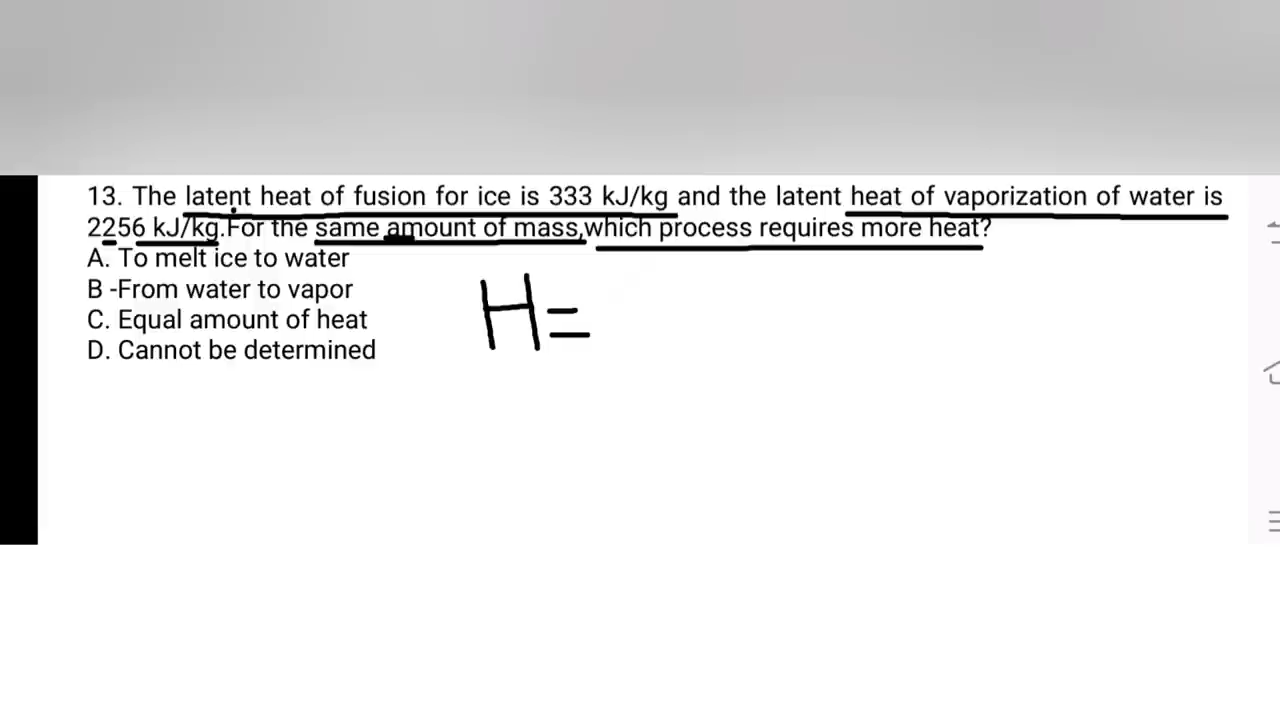 13. The latent heat of fusion for ice is 333 kJ/kg and the latent heat of vaporization of water is
2256 kJ/kg.For the same amount of mass,which process requires more heat?
A. To melt ice to water
B -From water to vapor
C. Equal amount of heat
D. Cannot be determined
H=